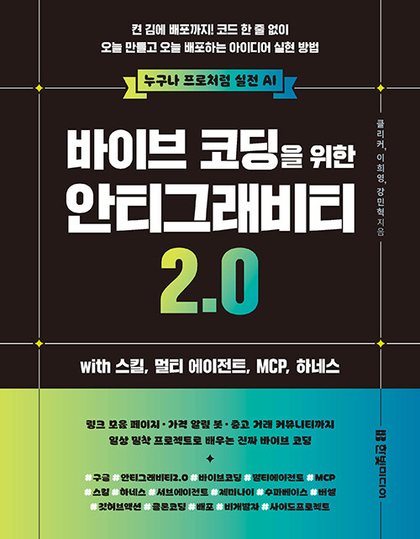 켠 김에 배포까지! 코드 한 줄 없이
오늘 만들고 오늘 배포하는 아이디어 실현 방법
누구나 프로처럼 실전 AI
바이브 코딩을 위한
안티그래비티
2.0
클리커, 이희영, 강민혁 지음
with 스킬, 멀티 에이전트, MCP, 하네스
링크 모음 페이지·가격 알림 봇·중고 거래 커뮤니티까지
일상 밀착 프로젝트로 배우는 진짜 바이브 코딩
#구글 #안티그래비티2.0 #바이브코딩 #멀티에이전트 #MCP
#스킬 #하네스 #서브에이전트 #제미나이 #수파베이스 #버셀
#깃허브액션 #클론코딩 #배포 #비개발자 #사이드프로젝트
한빛미디어